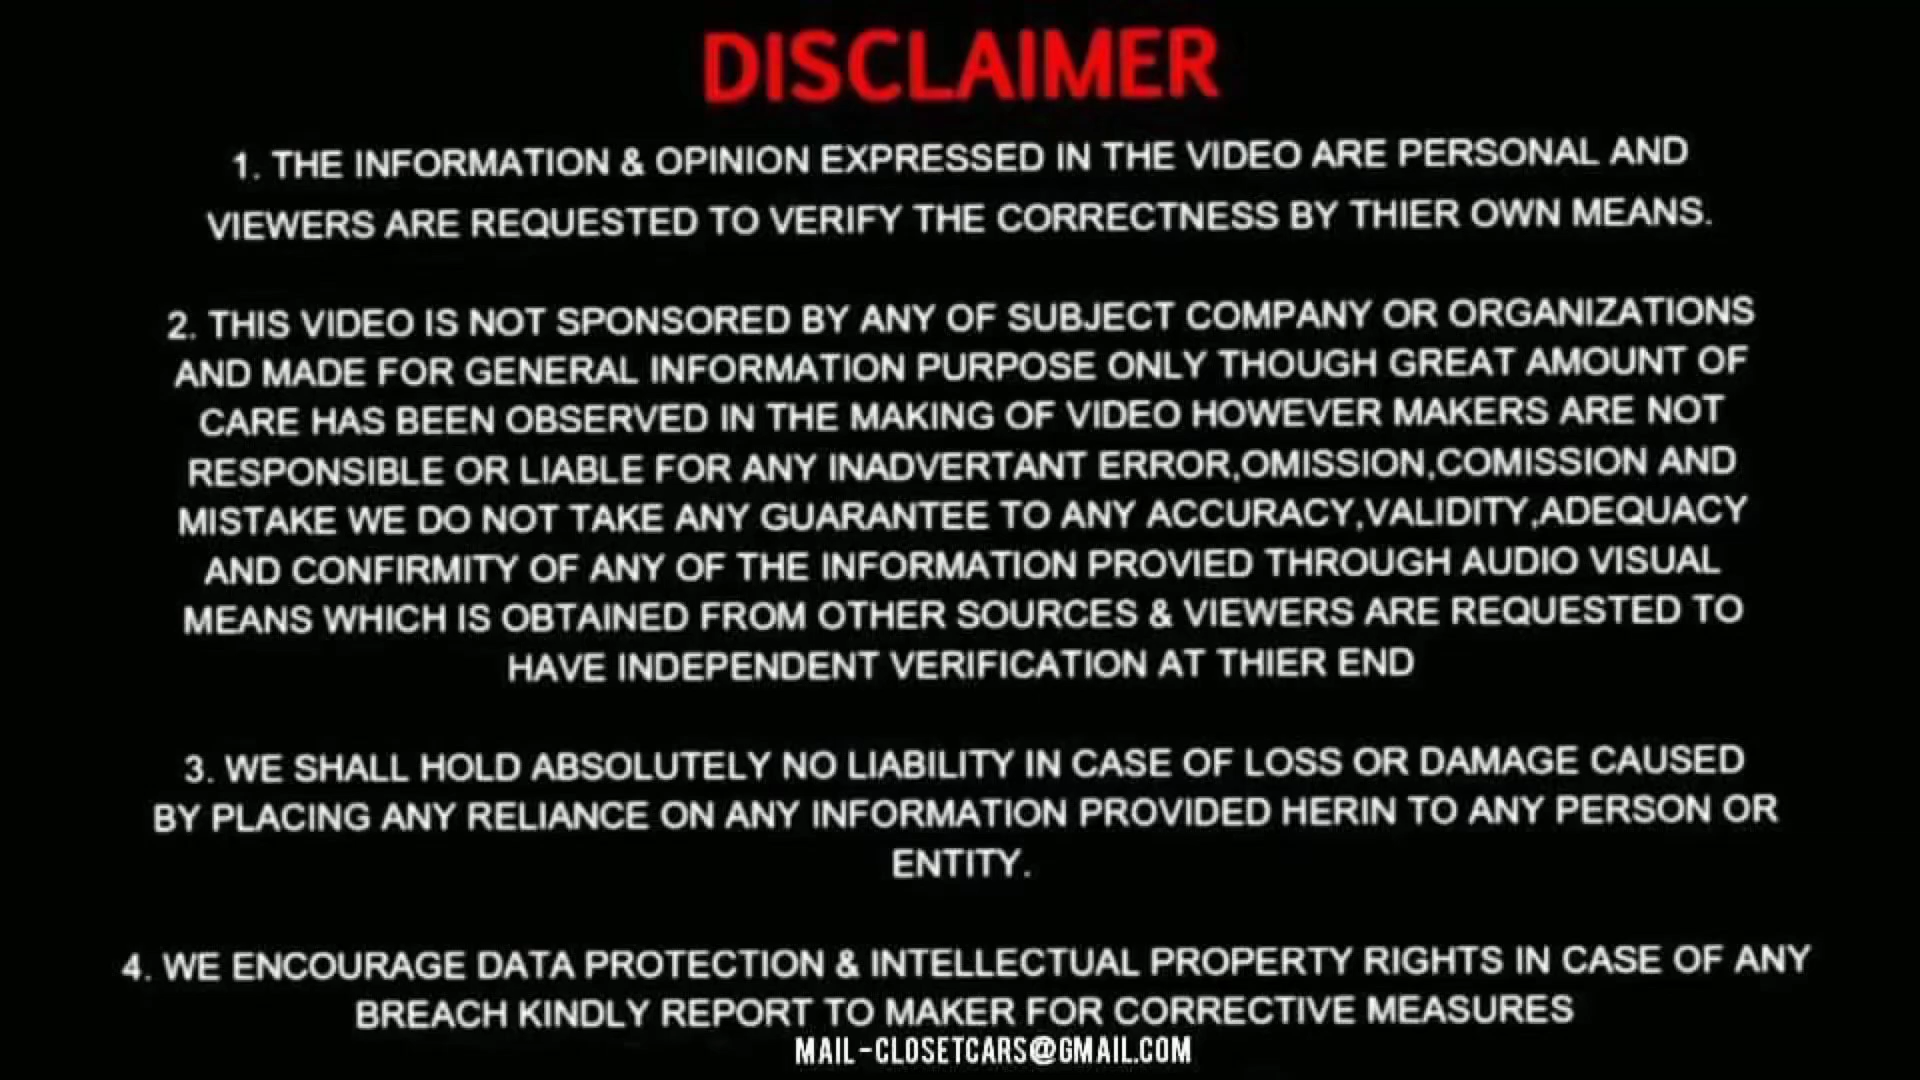 DISCLAIMER
1. THE INFORMATION & OPINION EXPRESSED IN THE VIDEO ARE PERSONAL AND
VIEWERS ARE REQUESTED TO VERIFY THE CORRECTNESS BY THIER OWN MEANS.
2. THIS VIDEO IS NOT SPONSORED BY ANY OF SUBJECT COMPANY OR ORGANIZATIONS
AND MADE FOR GENERAL INFORMATION PURPOSE ONLY THOUGH GREAT AMOUNT OF
CARE HAS BEEN OBSERVED IN THE MAKING OF VIDEO HOWEVER MAKERS ARE NOT
RESPONSIBLE OR LIABLE FOR ANY INADVERTANT ERROR,OMISSION,COMISSION AND
MISTAKE WE DO NOT TAKE ANY GUARANTEE TO ANY ACCURACY,VALIDITY,ADEQUACY
AND CONFIRMITY OF ANY OF THE INFORMATION PROVIED THROUGH AUDIO VISUAL
MEANS WHICH IS OBTAINED FROM OTHER SOURCES & VIEWERS ARE REQUESTED TO
HAVE INDEPENDENT VERIFICATION AT THIER END
3. WE SHALL HOLD ABSOLUTELY NO LIABILITY IN CASE OF LOSS OR DAMAGE CAUSED
BY PLACING ANY RELIANCE ON ANY INFORMATION PROVIDED HERIN TO ANY PERSON OR
ENTITY.
4. WE ENCOURAGE DATA PROTECTION & INTELLECTUAL PROPERTY RIGHTS IN CASE OF ANY
BREACH KINDLY REPORT TO MAKER FOR CORRECTIVE MEASURES
MAIL-CLOSETCARS@GMAIL.COM